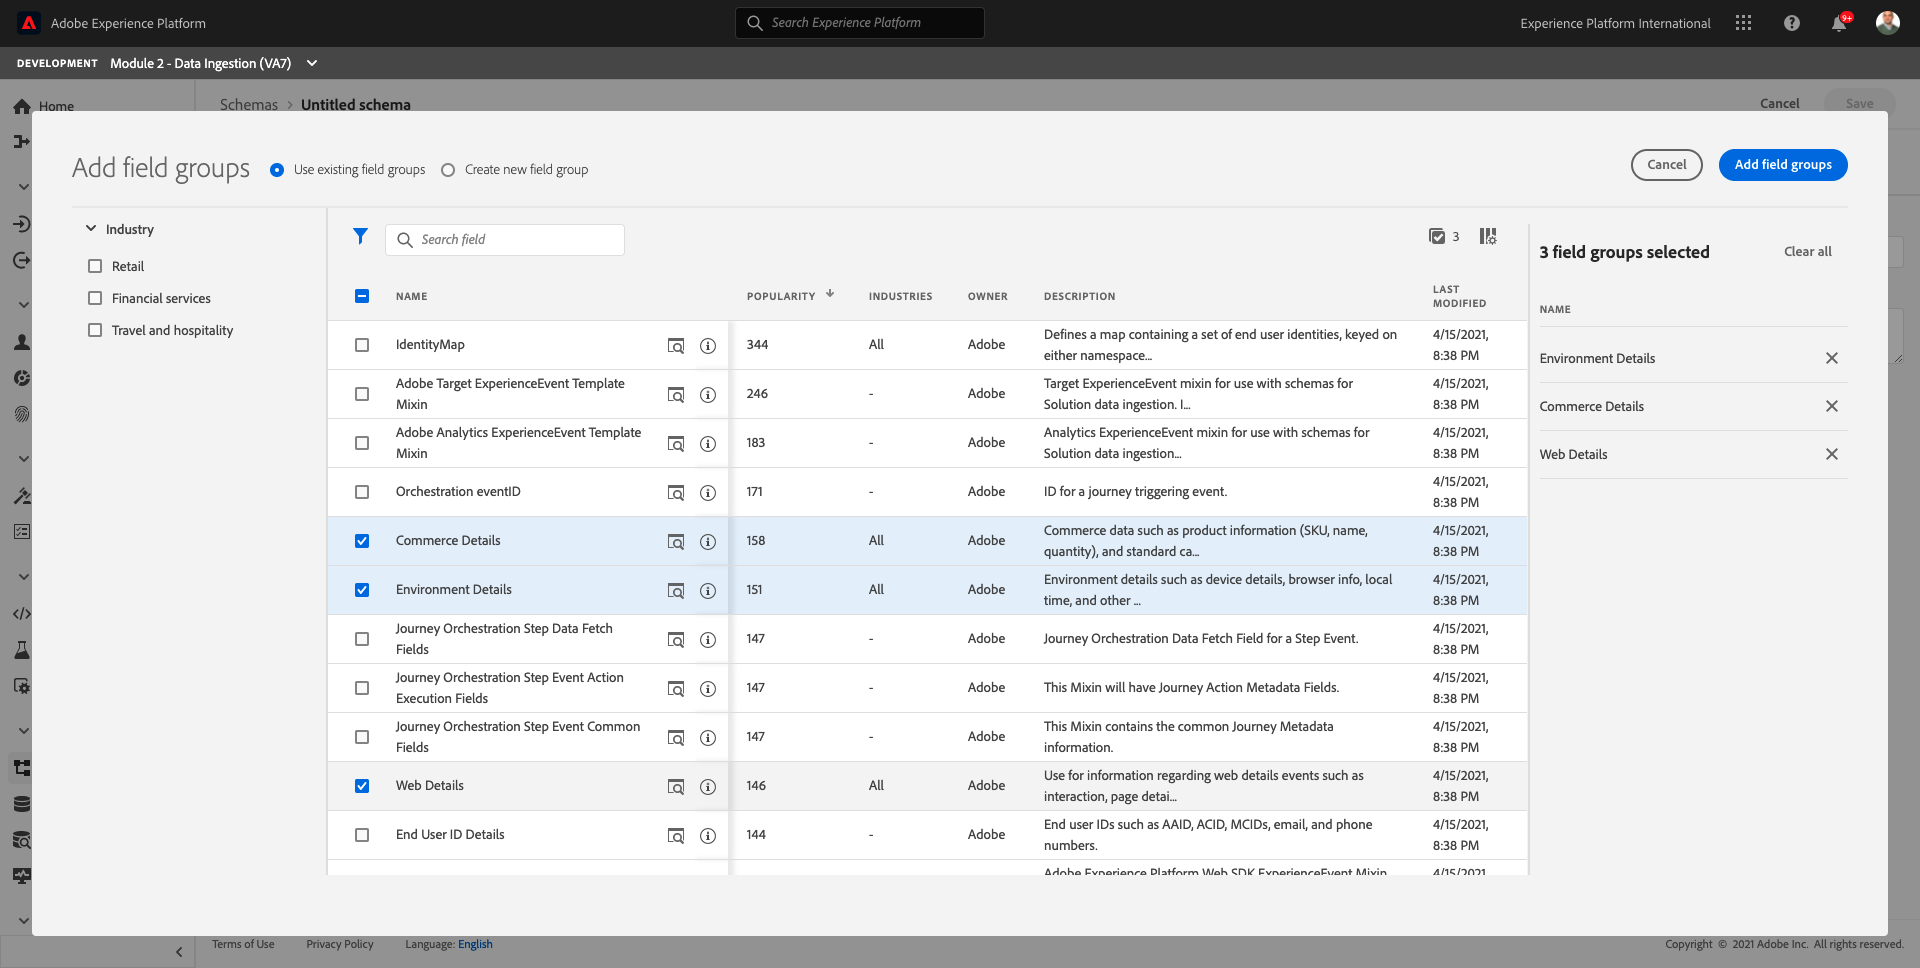 Adobe Experience Platform
Search Experience Platform
Experience Platform International
9+
DEVELOPMENT Module 2 - Data Ingestion (VA7)
Home
Schemas > Untitled schema
Cancel
Save
Add field groups
Use existing field groups
Create new field group
Cancel
Add field groups
Industry
Retail
Financial services
Travel and hospitality
Search field
3
NAME POPULARITY INDUSTRIES OWNER DESCRIPTION LAST
MODIFIED
IdentityMap 344 All Adobe Defines a map containing a set of end user identities, keyed on 4/15/2021,
either namespace... 8:38 PM
Adobe Target ExperienceEvent Template 246 - Adobe Target ExperienceEvent mixin for use with schemas for 4/15/2021,
Mixin Solution data ingestion. I... 8:38 PM
Adobe Analytics ExperienceEvent Template 183 - Adobe Analytics ExperienceEvent mixin for use with schemas for 4/15/2021,
Mixin Solution data ingestion... 8:38 PM
Orchestration eventID 171 - Adobe ID for a journey triggering event. 4/15/2021,
8:38 PM
Commerce Details 158 All Adobe Commerce data such as product information (SKU, name, 4/15/2021,
quantity), and standard ca... 8:38 PM
Environment Details 151 All Adobe Environment details such as device details, browser info, local 4/15/2021,
time, and other ... 8:38 PM
Journey Orchestration Step Data Fetch 147 - Adobe Journey Orchestration Data Fetch Field for a Step Event. 4/15/2021,
Fields 8:38 PM
Journey Orchestration Step Event Action 147 - Adobe This Mixin will have Journey Action Metadata Fields. 4/15/2021,
Execution Fields 8:38 PM
Journey Orchestration Step Event Common 147 - Adobe This Mixin contains the common Journey Metadata 4/15/2021,
Fields information. 8:38 PM
Web Details 146 All Adobe Use for information regarding web details events such as 4/15/2021,
interaction, page detai... 8:38 PM
End User ID Details 144 - Adobe End user IDs such as AAID, ACID, MCIDs, email, and phone 4/15/2021,
numbers. 8:38 PM
Adobe Experience Platform Web SDK ExperienceEvent Mixin 4/15/2021,
3 field groups selected
Clear all
NAME
Environment Details
Commerce Details
Web Details
Terms of Use Privacy Policy Language: English
Copyright © 2021 Adobe Inc. All rights reserved.